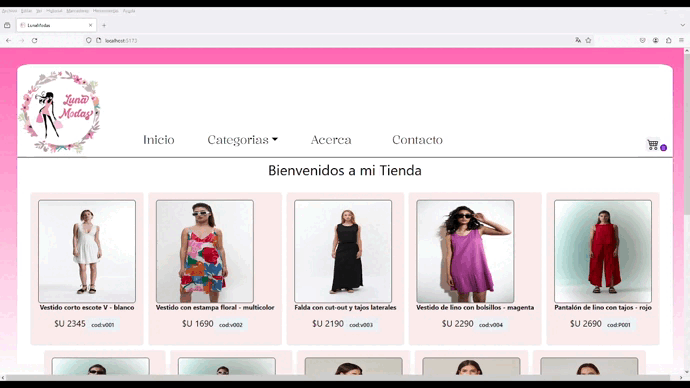 Archivo Editar Ver Historial Marcadores Herramientas Ayuda
LunaModas
localhost:5173
Luna
Modas
Inicio
Categorias
Acerca
Contacto
0
Bienvenidos a mi Tienda
Vestido corto escote V - blanco
$U 2345 cod:v001
Vestido con estampa floral - multicolor
$U 1690 cod:v002
Falda con cut-out y tajos laterales
$U 2190 cod:v003
Vestido de lino con bolsillos - magenta
$U 2290 cod:v004
Pantalón de lino con tajos - rojo
$U 2690 cod:P001